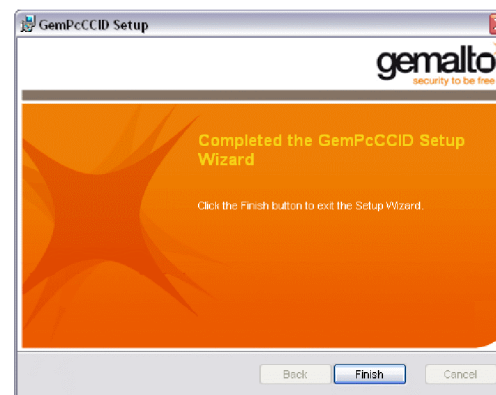 GemPcCCID Setup
gemalto
security to be free
Completed the GemPcCCID Setup
Wizard
Click the Finish button to exit the Setup Wizard.
Back Finish Cancel